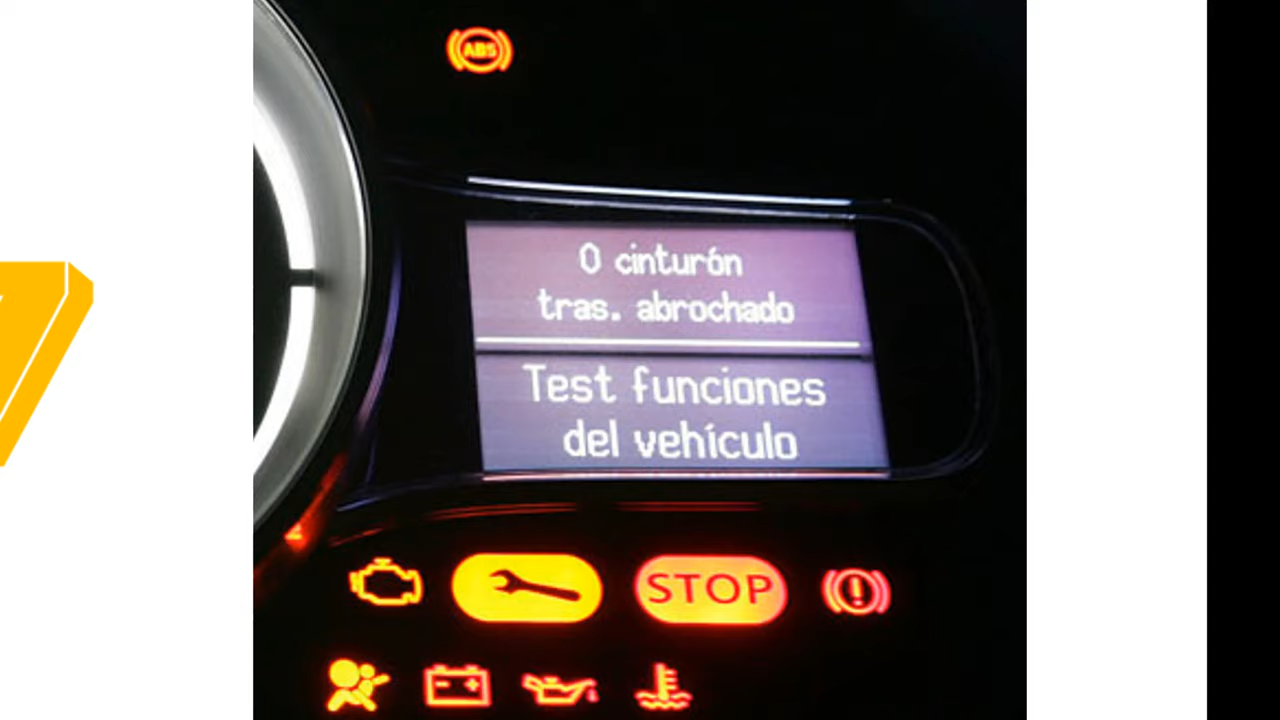 ABS
0 cinturón
tras. abrochado
Test funciones
del vehículo
STOP